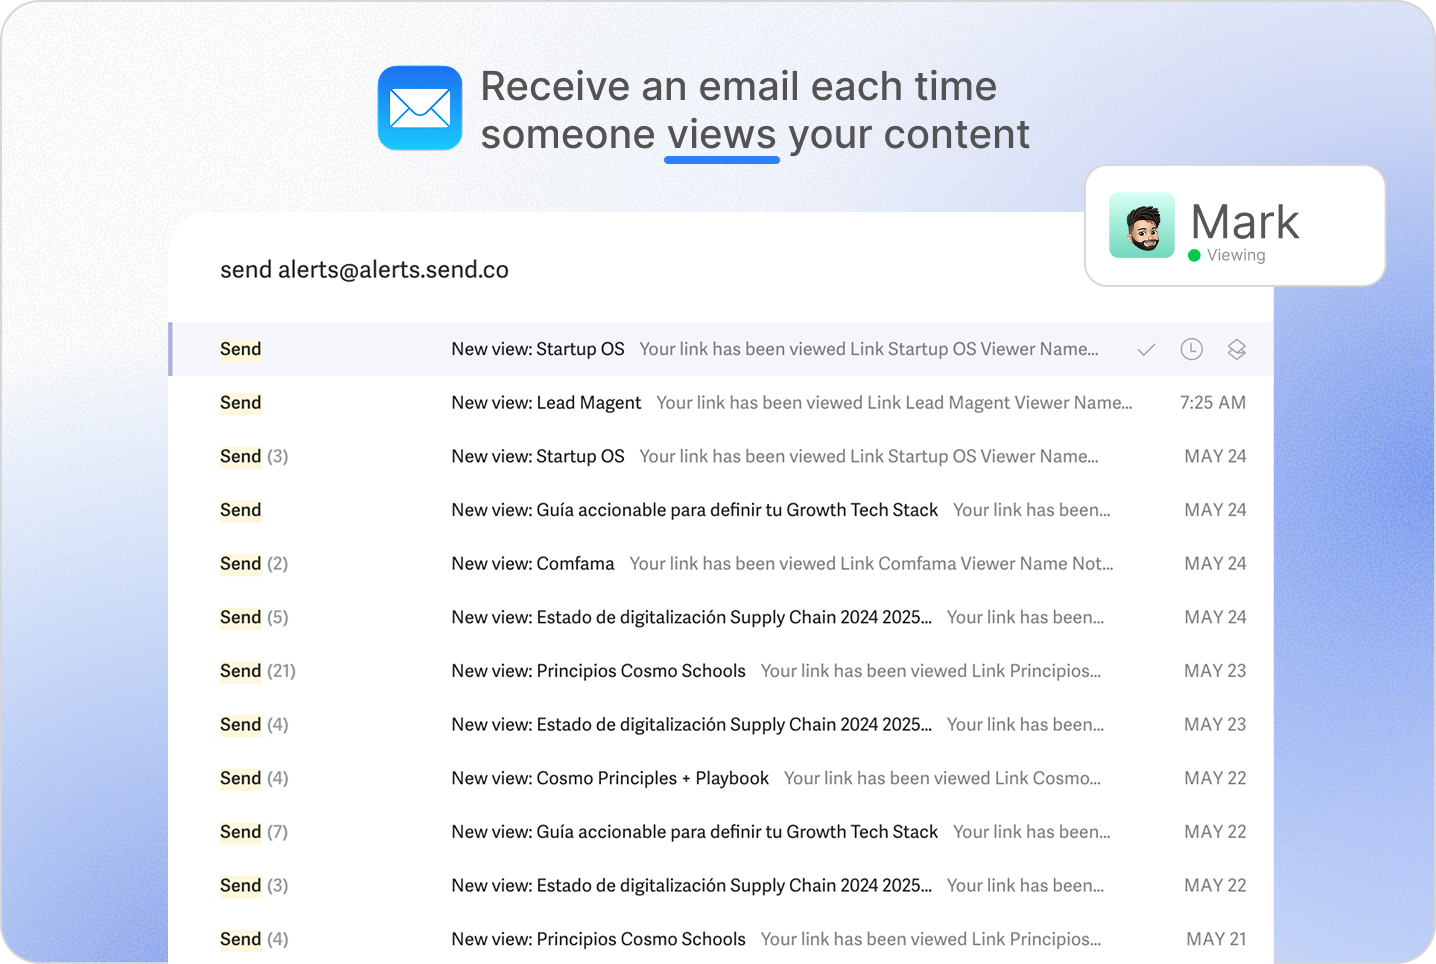 Receive an email each time
someone views your content
Mark
Viewing
send alerts@alerts.send.co
Send New view: Startup OS Your link has been viewed Link Startup OS Viewer Name...
Send New view: Lead Magent Your link has been viewed Link Lead Magent Viewer Name... 7:25 AM
Send (3) New view: Startup OS Your link has been viewed Link Startup OS Viewer Name... MAY 24
Send New view: Guía accionable para definir tu Growth Tech Stack Your link has been... MAY 24
Send (2) New view: Comfama Your link has been viewed Link Comfama Viewer Name Not... MAY 24
Send (5) New view: Estado de digitalización Supply Chain 2024 2025... Your link has been... MAY 24
Send (21) New view: Principios Cosmo Schools Your link has been viewed Link Principios... MAY 23
Send (4) New view: Estado de digitalización Supply Chain 2024 2025... Your link has been... MAY 23
Send (4) New view: Cosmo Principles + Playbook Your link has been viewed Link Cosmo... MAY 22
Send (7) New view: Guía accionable para definir tu Growth Tech Stack Your link has been... MAY 22
Send (3) New view: Estado de digitalización Supply Chain 2024 2025... Your link has been... MAY 22
Send (4) New view: Principios Cosmo Schools Your link has been viewed Link Principios... MAY 21